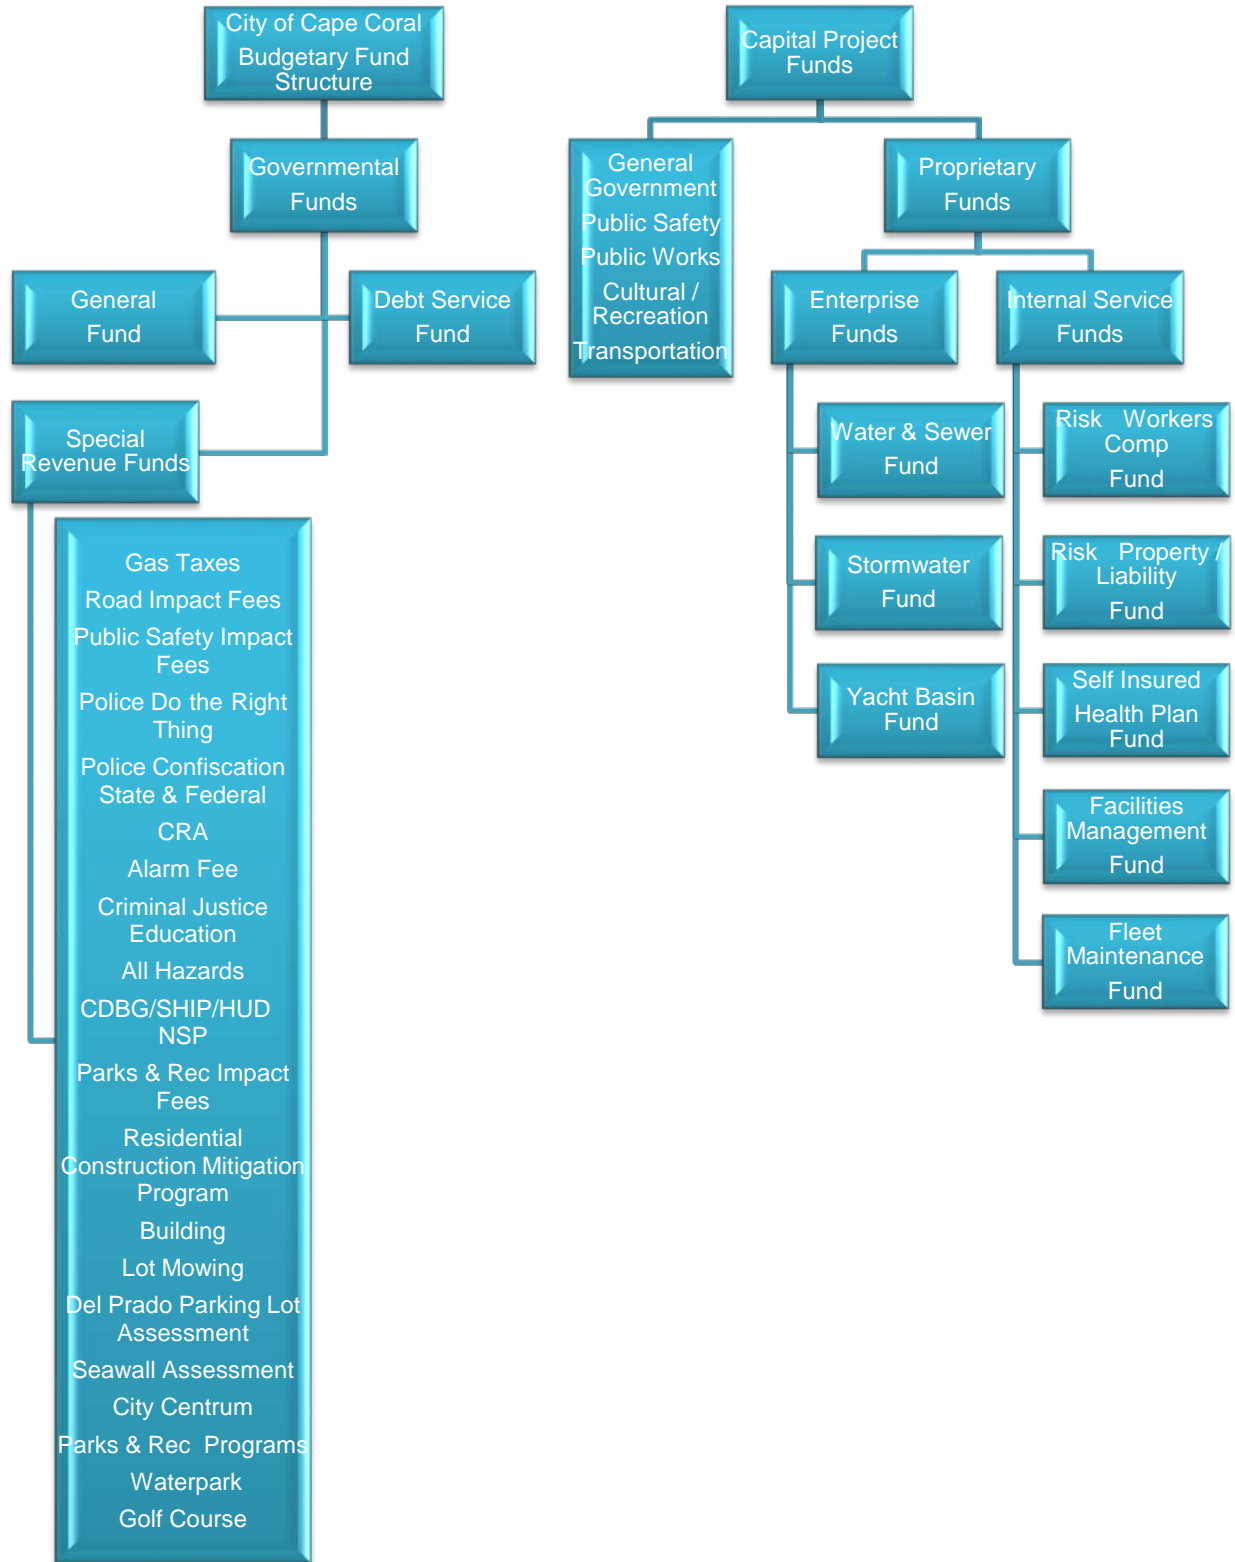 City of Cape Coral
Budgetary Fund
Structure
Governmental
Funds
General
Fund
Debt Service
Fund
Special
Revenue Funds
Gas Taxes
Road Impact Fees
Public Safety Impact
Fees
Police Do the Right
Thing
Police Confiscation
State & Federal
CRA
Alarm Fee
Criminal Justice
Education
All Hazards
CDBG/SHIP/HUD
NSP
Parks & Rec Impact
Fees
Residential
Construction Mitigation
Program
Building
Lot Mowing
Del Prado Parking Lot
Assessment
Seawall Assessment
City Centrum
Parks & Rec Programs
Waterpark
Golf Course
Capital Project
Funds
General
Government
Public Safety
Public Works
Cultural /
Recreation
Transportation
Proprietary
Funds
Enterprise
Funds
Water & Sewer
Fund
Stormwater
Fund
Yacht Basin
Fund
Internal Service
Funds
Risk Workers
Comp
Fund
Risk Property /
Liability
Fund
Self Insured
Health Plan
Fund
Facilities
Management
Fund
Fleet
Maintenance
Fund